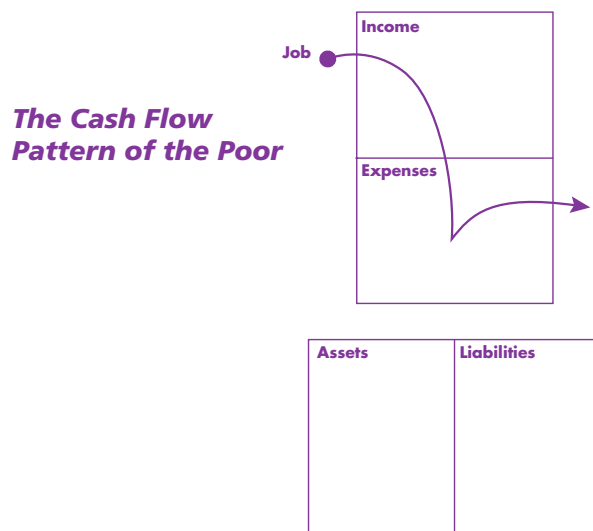 Income
Job
The Cash Flow
Pattern of the Poor
Expenses
Assets
Liabilities